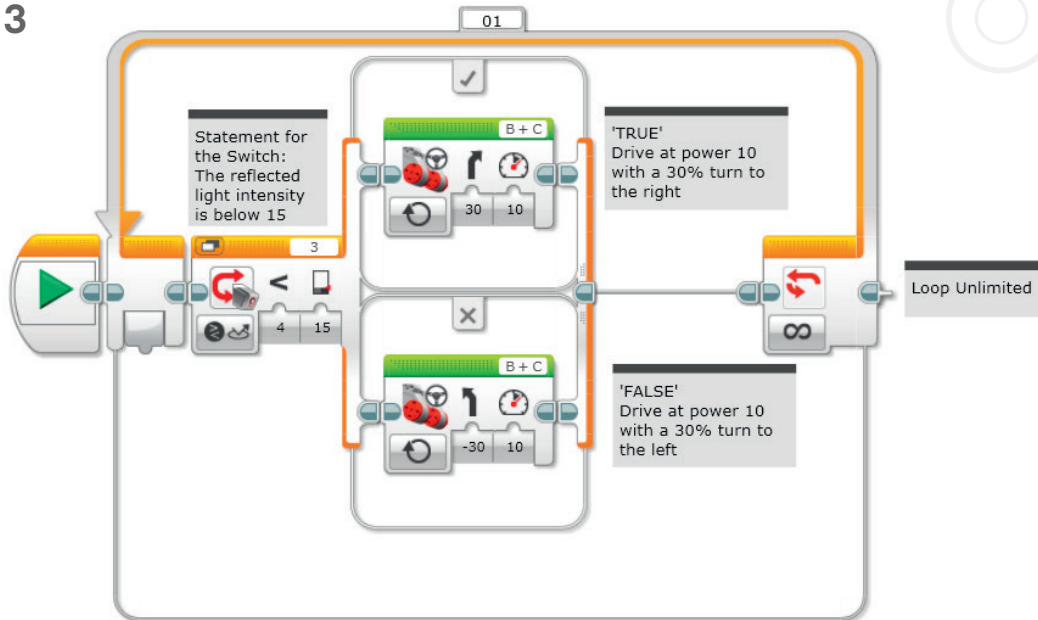 3
01
Statement for
the Switch:
The reflected
light intensity
is below 15
3
< 
4 15
B + C
30 10
'TRUE'
Drive at power 10
with a 30% turn to
the right
B + C
-30 10
'FALSE'
Drive at power 10
with a 30% turn to
the left
∞
Loop Unlimited